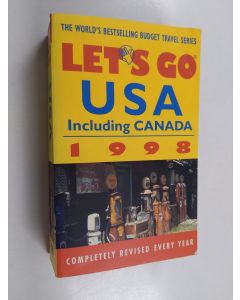 THE WORLD'S BESTSELLING BUDGET TRAVEL SERIES
LET'S GO
USA
Including CANADA
1998
COMPLETELY REVISED EVERY YEAR